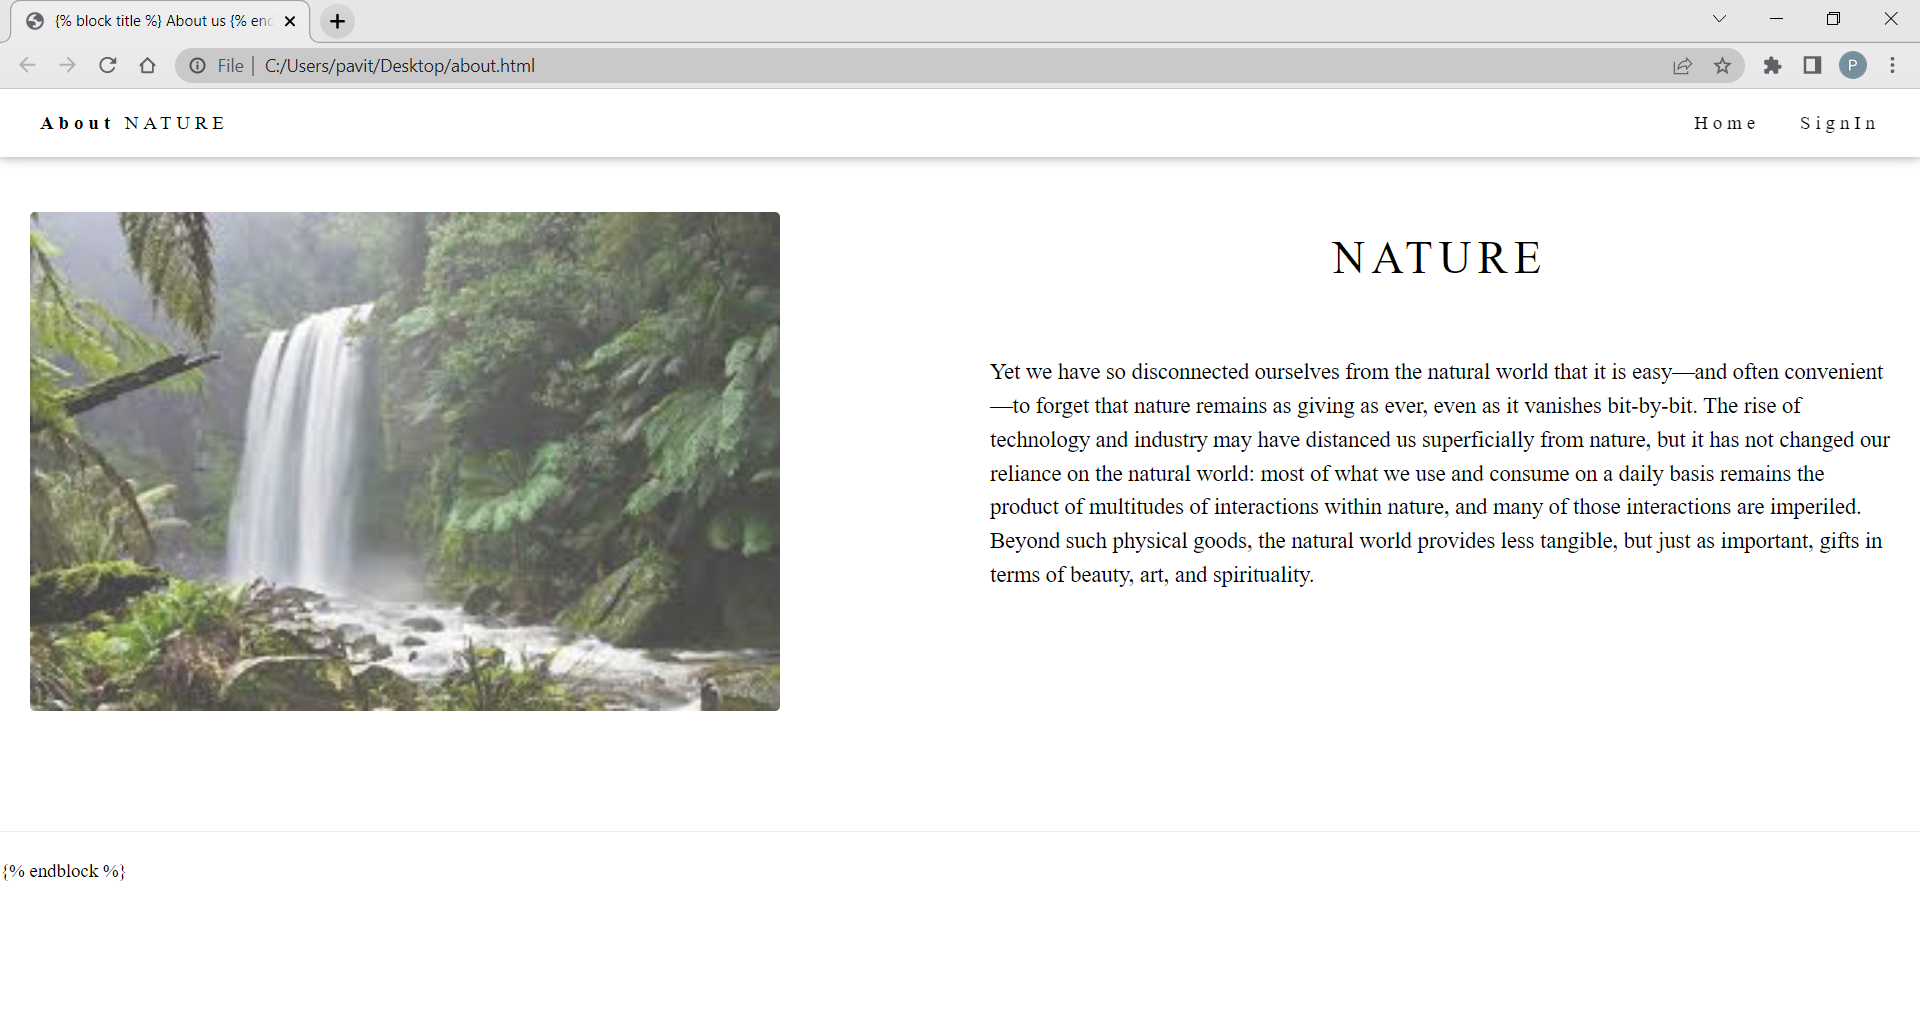 {% block title %} About us {% enc
File | C:/Users/pavit/Desktop/about.html
P
About NATURE
Home
SignIn
NATURE
Yet we have so disconnected ourselves from the natural world that it is easy—and often convenient
—to forget that nature remains as giving as ever, even as it vanishes bit-by-bit. The rise of
technology and industry may have distanced us superficially from nature, but it has not changed our
reliance on the natural world: most of what we use and consume on a daily basis remains the
product of multitudes of interactions within nature, and many of those interactions are imperiled.
Beyond such physical goods, the natural world provides less tangible, but just as important, gifts in
terms of beauty, art, and spirituality.
{% endblock %}